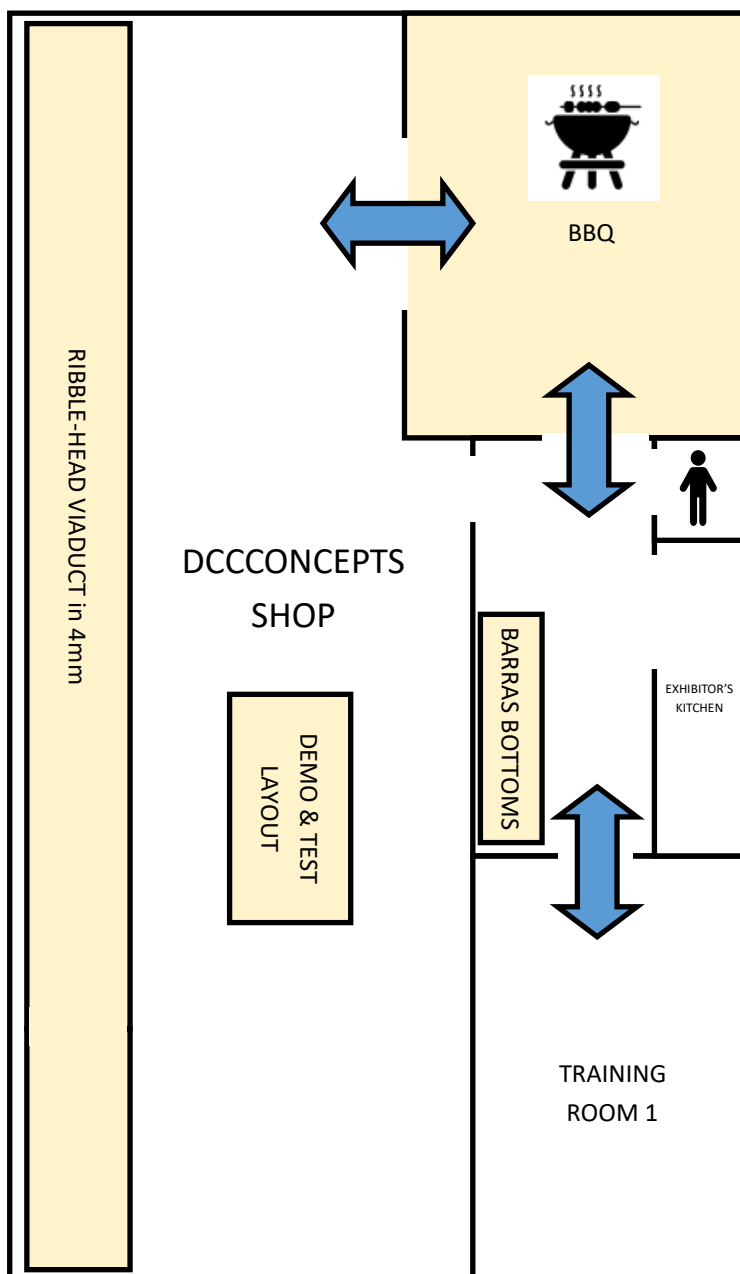 BBQ
RIBBLE-HEAD VIADUCT in 4mm
DCCCONCEPTS
SHOP
BARRAS BOTTOMS
EXHIBITOR'S
KITCHEN
DEMO & TEST
LAYOUT
TRAINING
ROOM 1